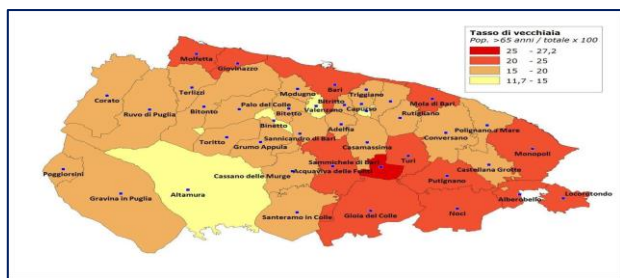 Tasso di vecchiaia
Pop. >65 anni / totale x 100
25 - 27,2
20 - 25
15 - 20
11,7 - 15
Molfetta
Giovinazzo
Bari
Terlizzi
Modugno
Bitritto
Triggiano
Mola di Bari
Corato
Ruvo di Puglia
Bitonto
Palo del Colle
Bitetto
Valenzano
Capurso
Rutigliano
Polignano a Mare
Binetto
Adelfia
Conversano
Toritto
Sannicandro di Bari
Grumo Appula
Casamassima
Monopoli
Poggiorsini
Cassano delle Murge
Sammichele di Bari
Turi
Acquaviva delle Fonti
Castellana Grotte
Gravina in Puglia
Altamura
Putignano
Alberobello
Locorotondo
Santeramo in Colle
Gioia del Colle
Noci